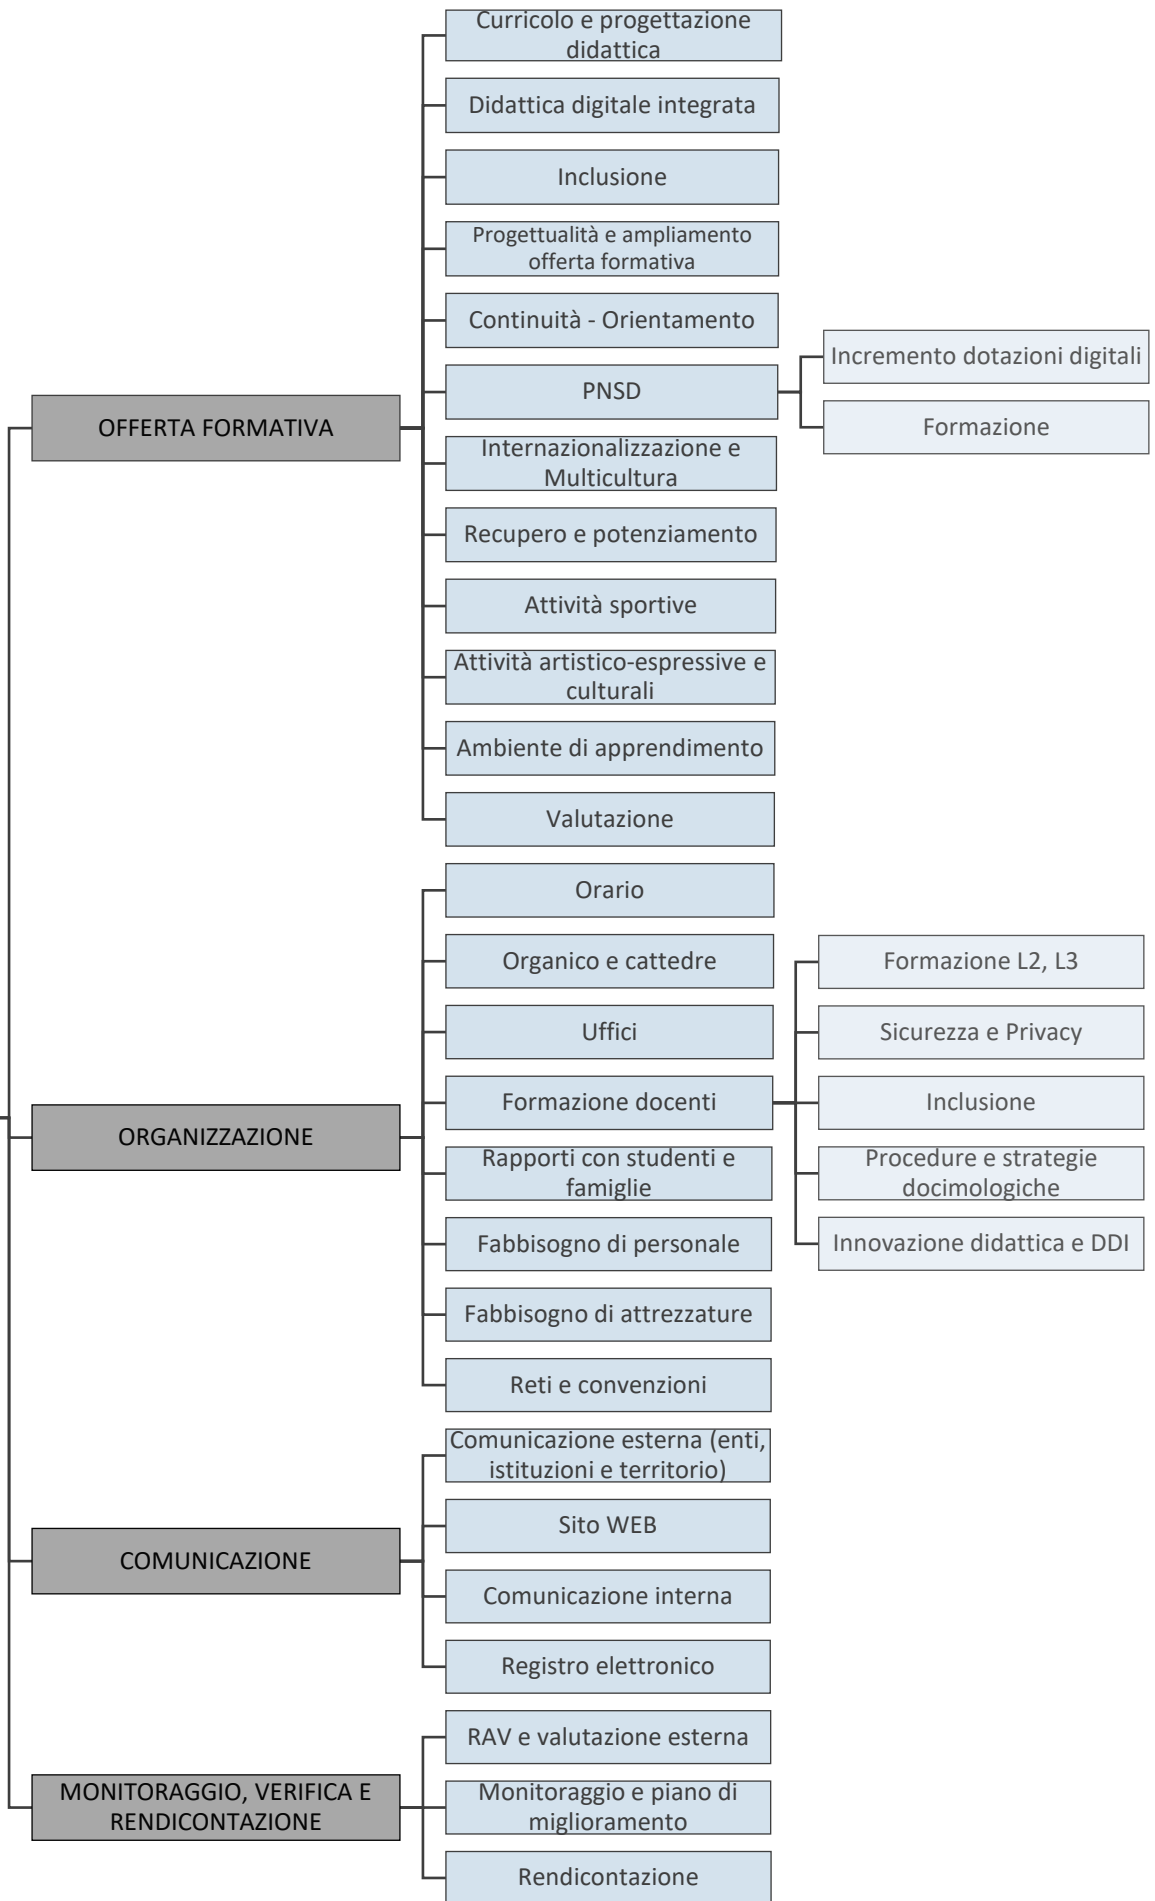 OFFERTA FORMATIVA
Curricolo e progettazione
didattica
Didattica digitale integrata
Inclusione
Progettualità e ampliamento
offerta formativa
Continuità - Orientamento
PNSD
Incremento dotazioni digitali
Formazione
Internazionalizzazione e
Multicultura
Recupero e potenziamento
Attività sportive
Attività artistico-espressive e
culturali
Ambiente di apprendimento
Valutazione
ORGANIZZAZIONE
Orario
Organico e cattedre
Uffici
Formazione docenti
Formazione L2, L3
Sicurezza e Privacy
Inclusione
Procedure e strategie
docimologiche
Innovazione didattica e DDI
Rapporti con studenti e
famiglie
Fabbisogno di personale
Fabbisogno di attrezzature
Reti e convenzioni
COMUNICAZIONE
Comunicazione esterna (enti,
istituzioni e territorio)
Sito WEB
Comunicazione interna
Registro elettronico
MONITORAGGIO, VERIFICA E
RENDICONTAZIONE
RAV e valutazione esterna
Monitoraggio e piano di
miglioramento
Rendicontazione